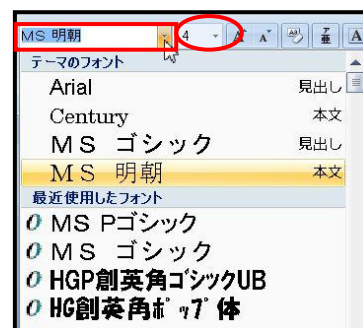 MS 明朝 4 A A ア亜 A
テーマのフォント
Arial 見出し
Century 本文
MS ゴシック 見出し
MS 明朝 本文
最近使用したフォント
MS Pゴシック
MS ゴシック
HGP創英角ゴシックUB
HG創英角ポップ体